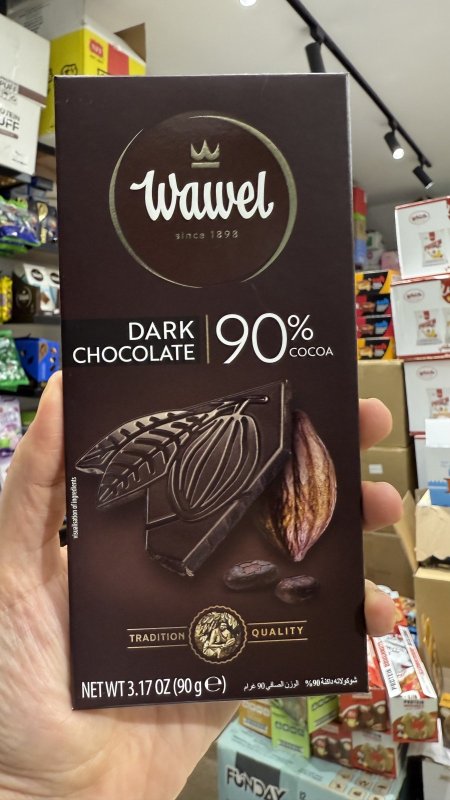 Wawel
since 1898
DARK
CHOCOLATE
90%
COCOA
visualisation of ingredients
TRADITION QUALITY
NET WT 3.17 OZ (90 g ℮)
شوكولاته داكنة 90% الوزن الصافي 90 غرام
FUNDAY